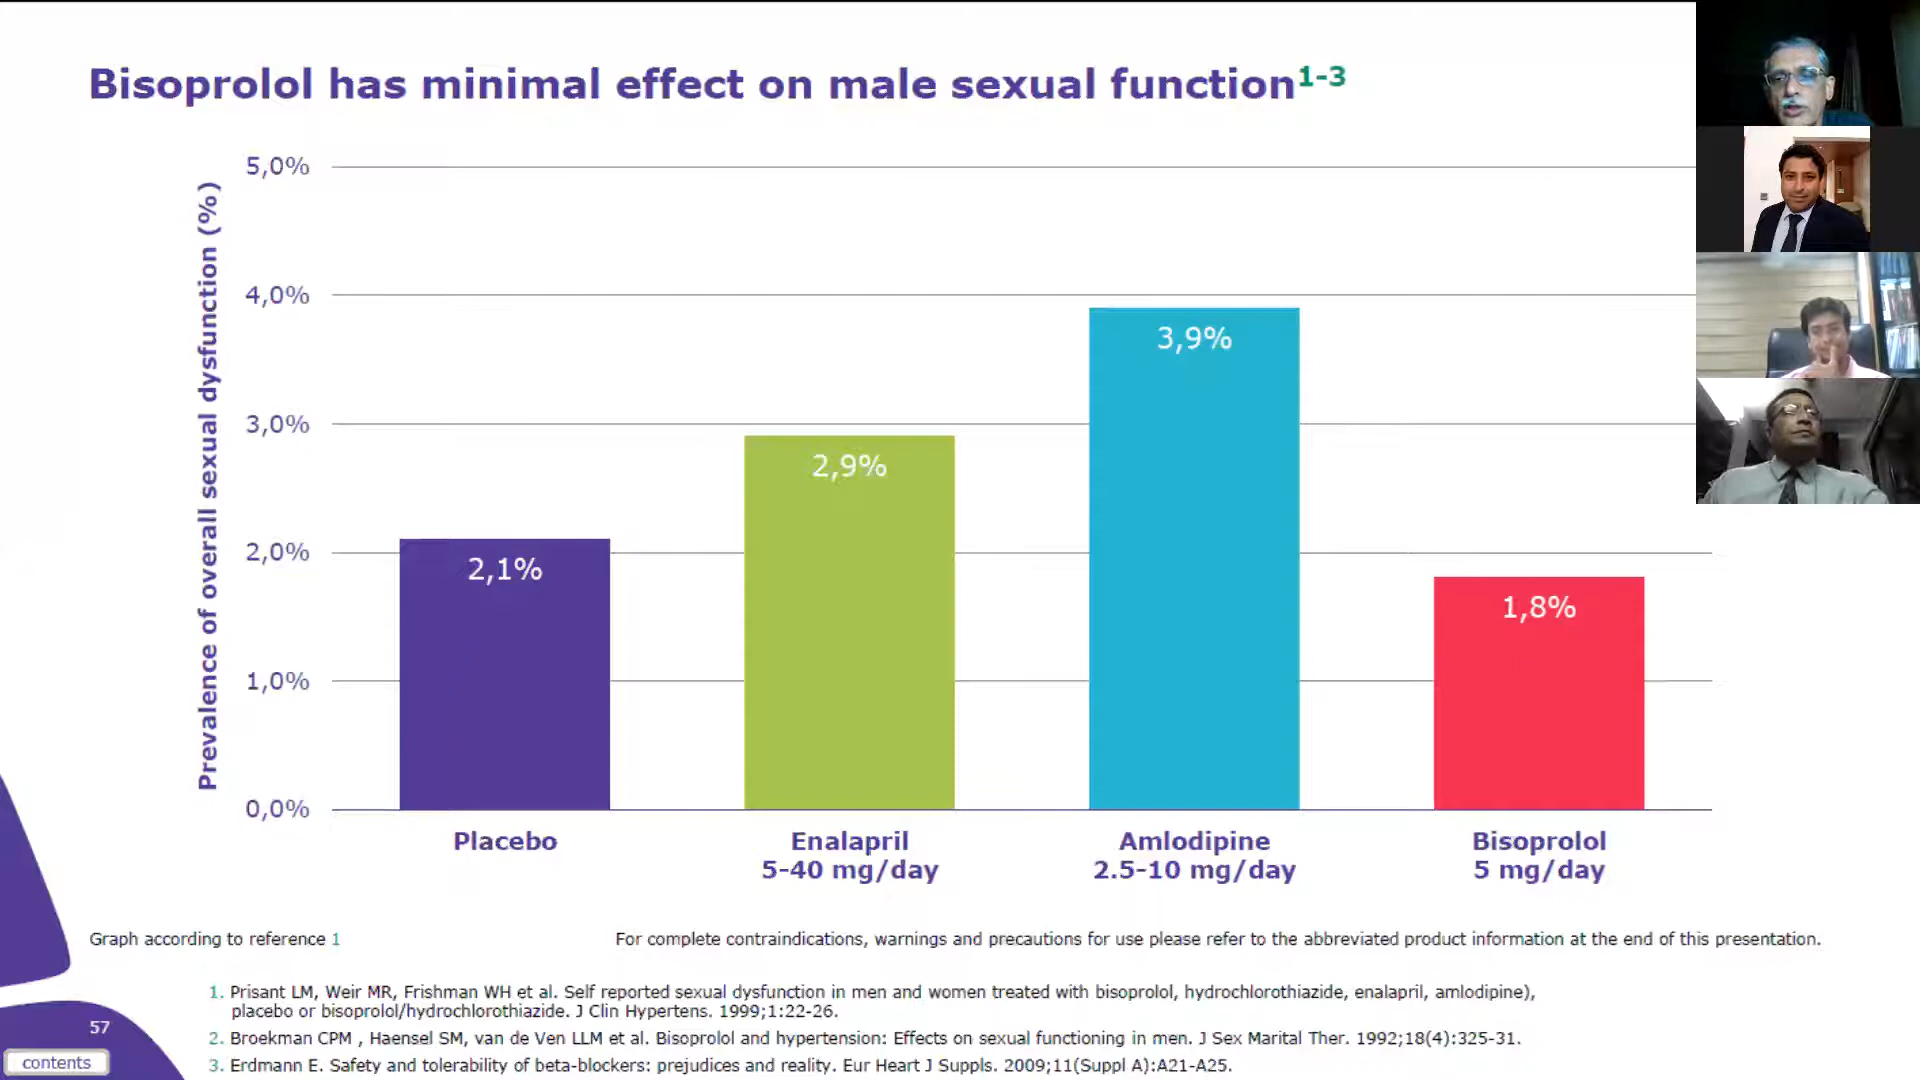 Bisoprolol has minimal effect on male sexual function1-3
Prevalence of overall sexual dysfunction (%)
5,0%
4,0%
3,0%
2,0%
1,0%
0,0%
2,1%
2,9%
3,9%
1,8%
Placebo
Enalapril
5-40 mg/day
Amlodipine
2.5-10 mg/day
Bisoprolol
5 mg/day
Graph according to reference 1
For complete contraindications, warnings and precautions for use please refer to the abbreviated product information at the end of this presentation.
1. Prisant LM, Weir MR, Frishman WH et al. Self reported sexual dysfunction in men and women treated with bisoprolol, hydrochlorothiazide, enalapril, amlodipine),
placebo or bisoprolol/hydrochlorothiazide. J Clin Hypertens. 1999;1:22-26.
2. Broekman CPM , Haensel SM, van de Ven LLM et al. Bisoprolol and hypertension: Effects on sexual functioning in men. J Sex Marital Ther. 1992;18(4):325-31.
3. Erdmann E. Safety and tolerability of beta-blockers: prejudices and reality. Eur Heart J Suppls. 2009;11(Suppl A):A21-A25.
57
contents